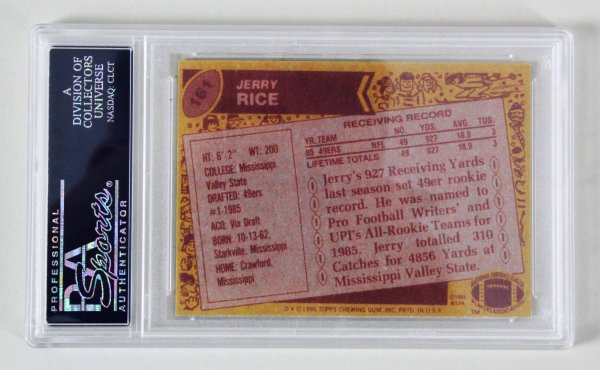 A
DIVISION OF
COLLECTORS
UNIVERSE
NASDAQ: CLCT
PROFESSIONAL
PSA
Sports
®
AUTHENTICATOR
161
JERRY
RICE
HT: 6' 2" WT: 200
COLLEGE: Mississippi
Valley State
DRAFTED: 49ers
#1-1985
ACQ: Via Draft
BORN: 10-13-62,
Starkville, Mississippi
HOME: Crawford,
Mississippi
RECEIVING RECORD
YR. TEAM NO. YDS. AVG. TDS.
85 49ERS NFL 49 927 18.9 3
LIFETIME TOTALS 49 927 18.9 3
Jerry's 927 Receiving Yards
last season set 49er rookie
record. He was named to
Pro Football Writers' and
UPI's All-Rookie Teams for
1985. Jerry totalled 310
Catches for 4856 Yards at
Mississippi Valley State.
© 1986
NFLPA
TM
D * © 1986 TOPPS CHEWING GUM, INC. PRTD. IN U.S.A.